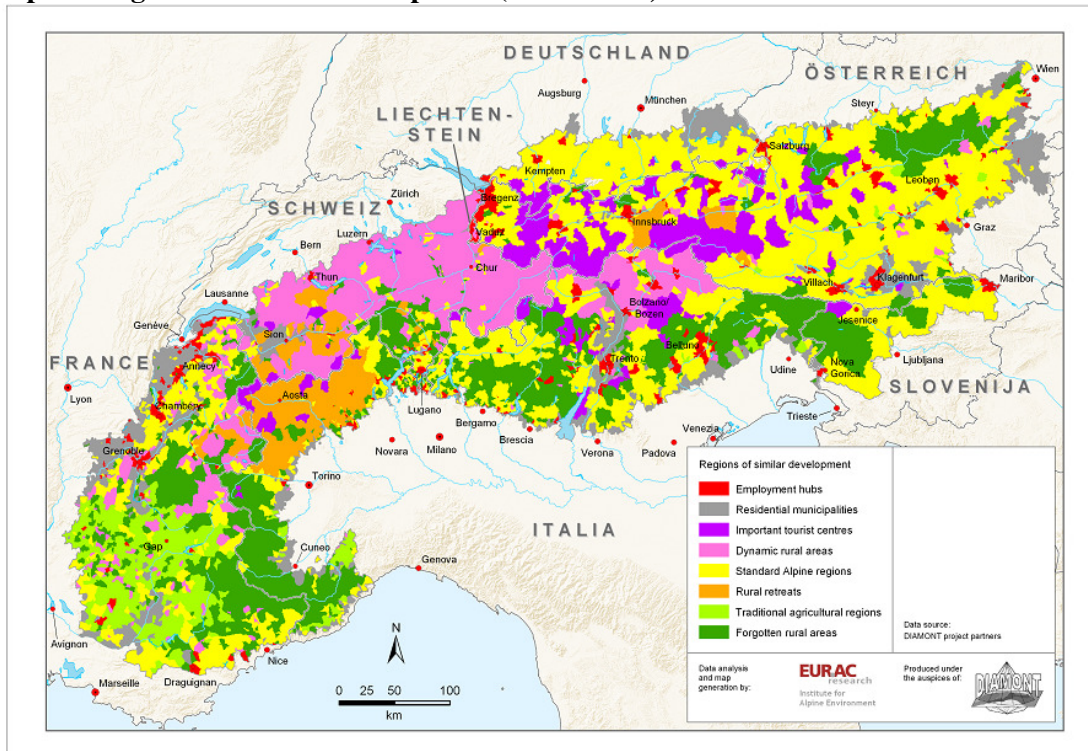 DEUTSCHLAND
ÖSTERREICH
Wien
Augsburg
München
Steyr
LIECHTEN-
STEIN
Salzburg
Kempten
Leoben
Zürich
Bregenz
Innsbruck
SCHWEIZ
Luzern
Vaduz
Graz
Bern
Chur
Thun
Villach
Klagenfurt
Maribor
Lausanne
Bolzano/
Bozen
Jesenice
Genève
Sion
Trento
Belluno
Nova
Gorica
Ljubljana
FRANCE
Annecy
Udine
SLOVENIJA
Lyon
Aosta
Lugano
Chambéry
Bergamo
Trieste
Brescia
Venezia
Novara
Milano
Verona
Padova
Grenoble
Torino
ITALIA
Gap
Cuneo
Genova
Avignon
Nice
Marseille
Draguignan
N
0 25 50 100
km
Regions of similar development
Employment hubs
Residential municipalities
Important tourist centres
Dynamic rural areas
Standard Alpine regions
Rural retreats
Traditional agricultural regions
Forgotten rural areas
Data source:
DIAMONT project partners
Data analysis
and map
generation by:
EURAC
research
Institute for
Alpine Environment
Produced under
the auspices of:
DIAMONT